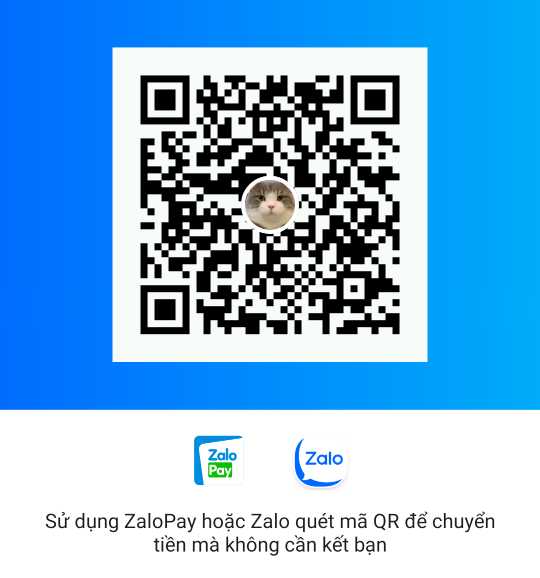 Zalo
Pay
Zalo
Sử dụng ZaloPay hoặc Zalo quét mã QR để chuyển
tiền mà không cần kết bạn